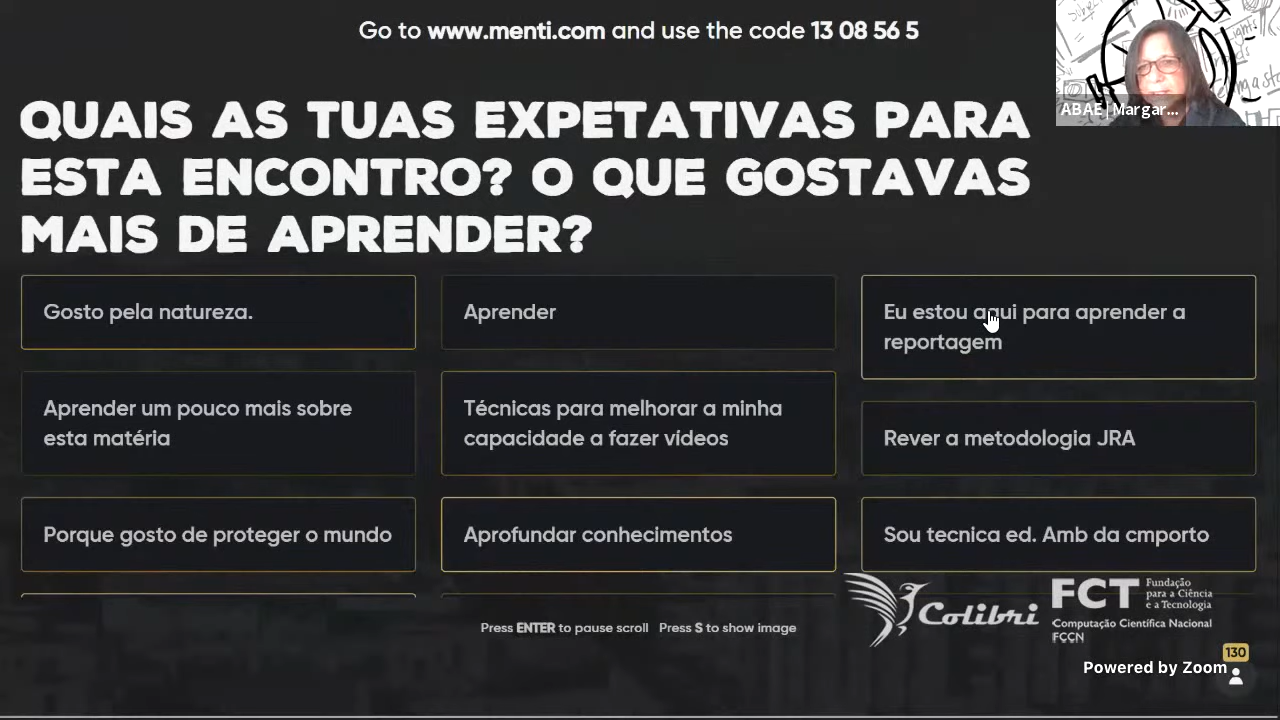 Go to www.menti.com and use the code 13 08 56 5
ABAE | Margar...
QUAIS AS TUAS EXPETATIVAS PARA
ESTA ENCONTRO? O QUE GOSTAVAS
MAIS DE APRENDER?
Gosto pela natureza.
Aprender
Eu estou aqui para aprender a
reportagem
Aprender um pouco mais sobre
esta matéria
Técnicas para melhorar a minha
capacidade a fazer vídeos
Rever a metodologia JRA
Porque gosto de proteger o mundo
Aprofundar conhecimentos
Sou tecnica ed. Amb da cmporto
Press ENTER to pause scroll Press S to show image
Colibri
FCT
Fundação
para a Ciência
e a Tecnologia
Computação Científica Nacional
FCCN
130
Powered by Zoom